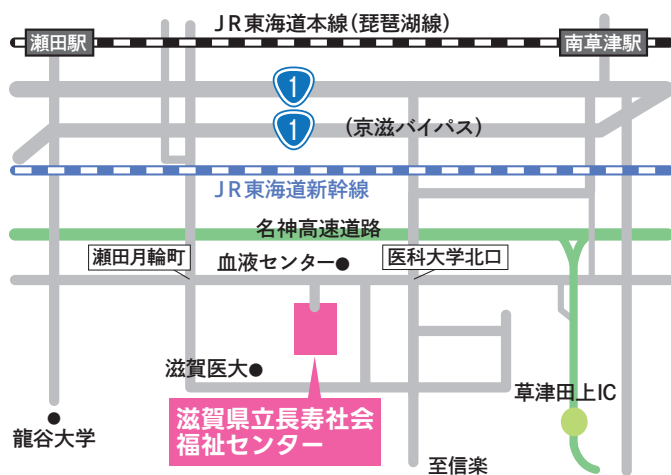 JR東海道本線(琵琶湖線)
瀬田駅
南草津駅
1
1
(京滋バイパス)
JR東海道新幹線
名神高速道路
瀬田月輪町
血液センター●
医科大学北口
滋賀医大●
草津田上IC
滋賀県立長寿社会
福祉センター
●
龍谷大学
至信楽